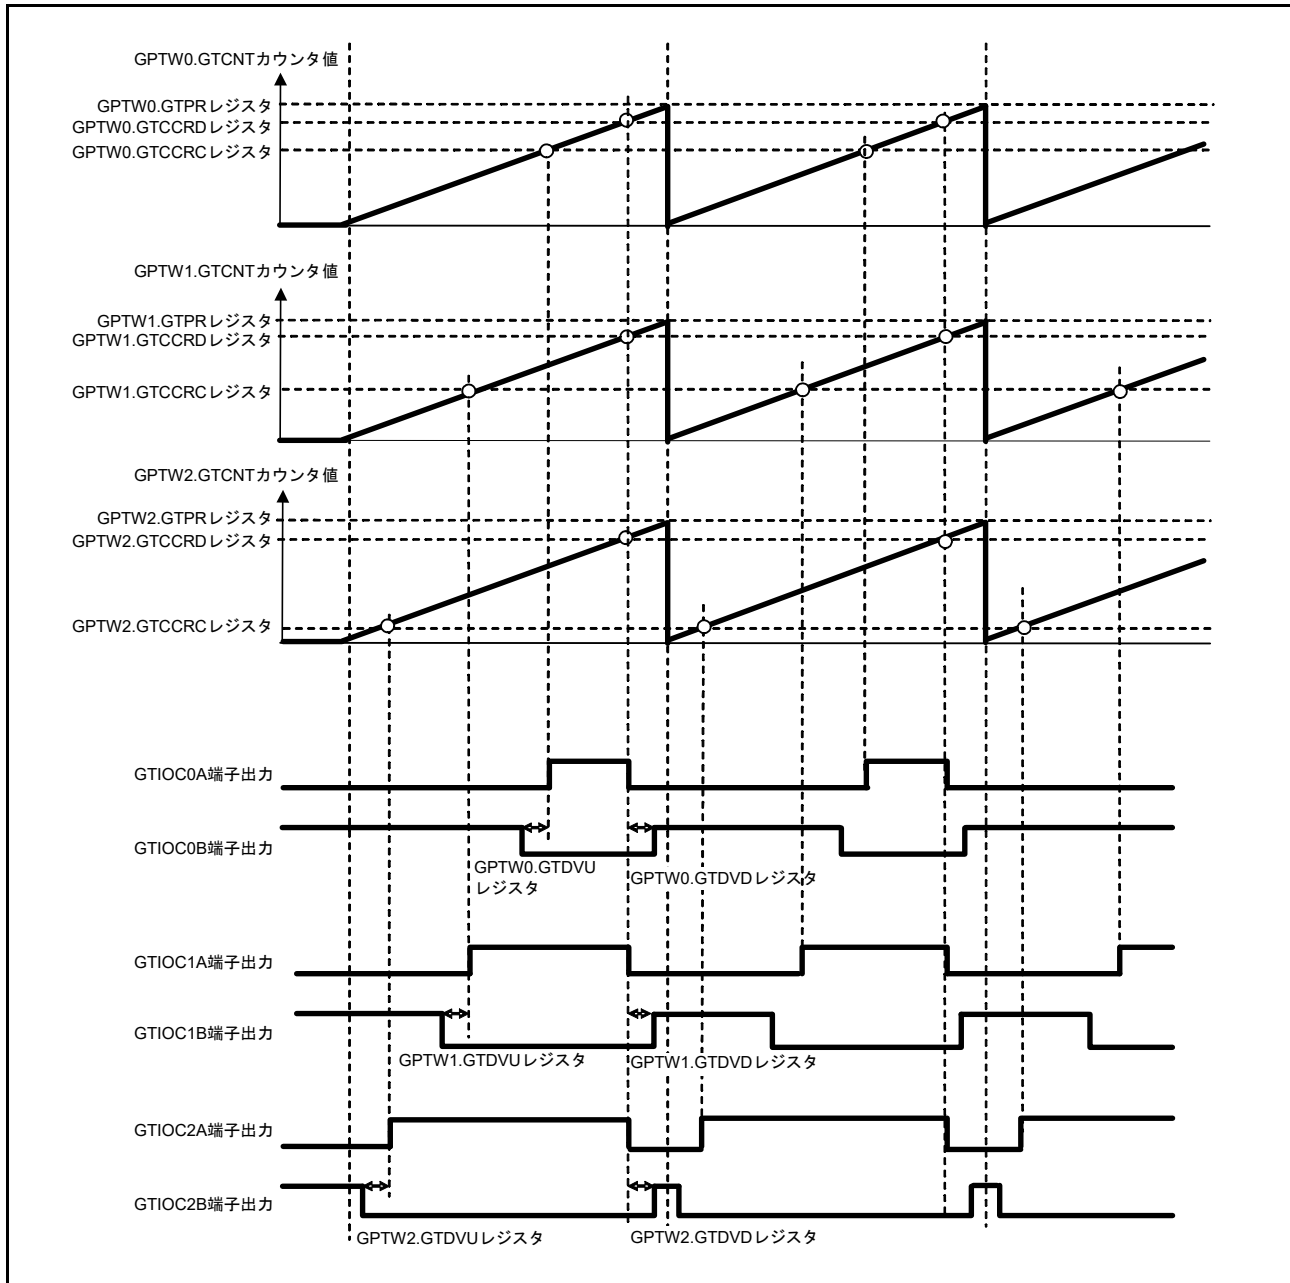 GPTW0.GTCNTカウンタ値
GPTW0.GTPRレジスタ
GPTW0.GTCCRDレジスタ
GPTW0.GTCCRCレジスタ
GPTW1.GTCNTカウンタ値
GPTW1.GTPRレジスタ
GPTW1.GTCCRDレジスタ
GPTW1.GTCCRCレジスタ
GPTW2.GTCNTカウンタ値
GPTW2.GTPRレジスタ
GPTW2.GTCCRDレジスタ
GPTW2.GTCCRCレジスタ
GTIOC0A端子出力
GTIOC0B端子出力
GPTW0.GTDVU
レジスタ
GPTW0.GTDVDレジスタ
GTIOC1A端子出力
GTIOC1B端子出力
GPTW1.GTDVUレジスタ
GPTW1.GTDVDレジスタ
GTIOC2A端子出力
GTIOC2B端子出力
GPTW2.GTDVUレジスタ
GPTW2.GTDVDレジスタ